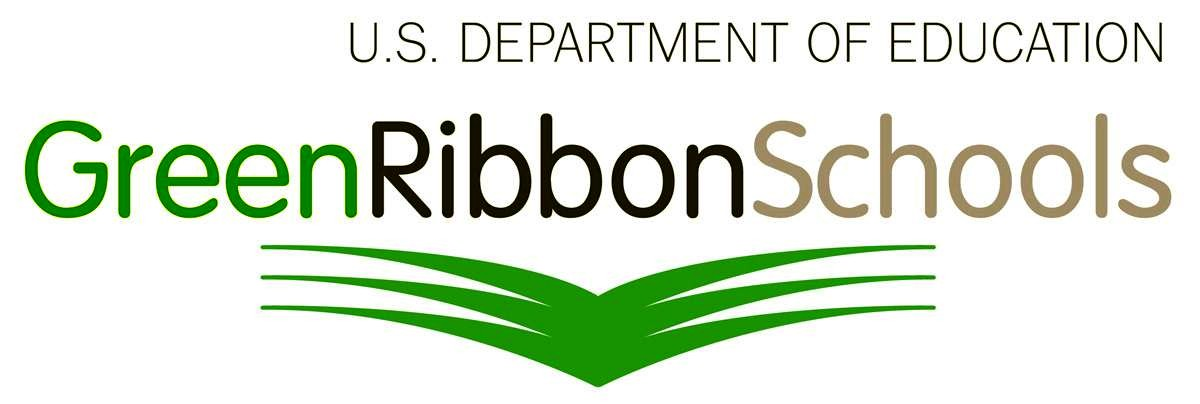 U.S. DEPARTMENT OF EDUCATION
GreenRibbonSchools